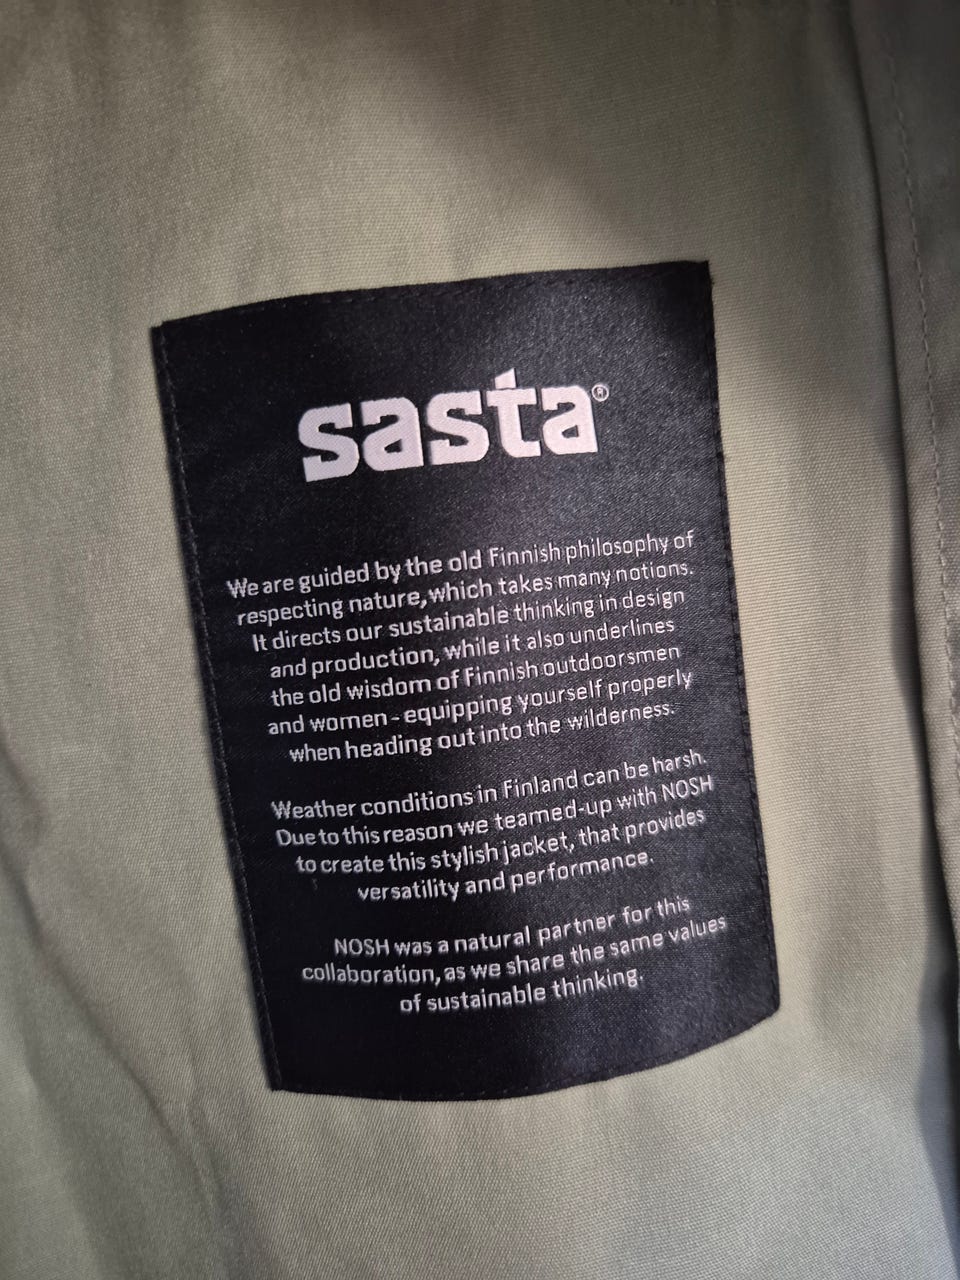 sasta®
We are guided by the old Finnish philosophy of
respecting nature, which takes many notions.
It directs our sustainable thinking in design
and production, while it also underlines
the old wisdom of Finnish outdoorsmen
and women - equipping yourself properly
when heading out into the wilderness.
Weather conditions in Finland can be harsh.
Due to this reason we teamed-up with NOSH
to create this stylish jacket, that provides
versatility and performance.
NOSH was a natural partner for this
collaboration, as we share the same values
of sustainable thinking.